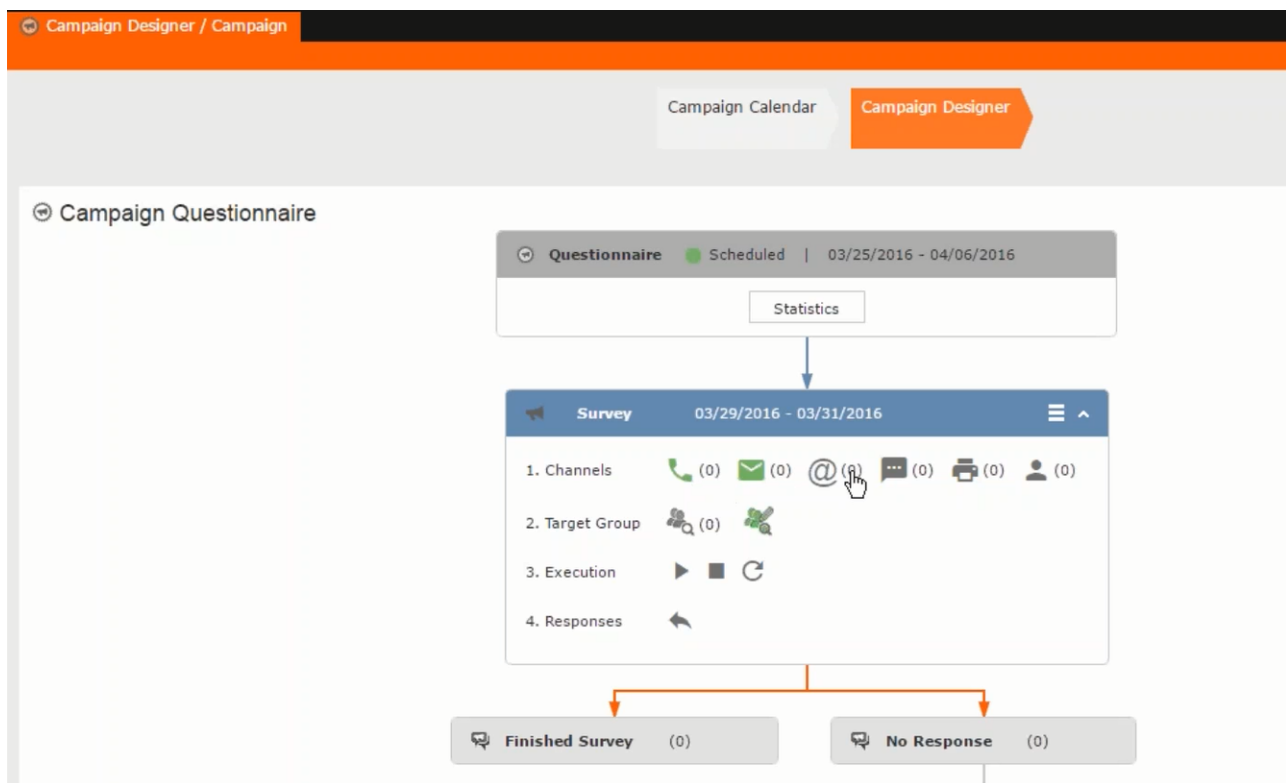 Campaign Designer / Campaign
Campaign Calendar
Campaign Designer
Campaign Questionnaire
Questionnaire Scheduled | 03/25/2016 - 04/06/2016
Statistics
Survey 03/29/2016 - 03/31/2016
1. Channels (0) (0) @ (0) (0) (0) (0)
2. Target Group (0)
3. Execution
4. Responses
Finished Survey (0)
No Response (0)